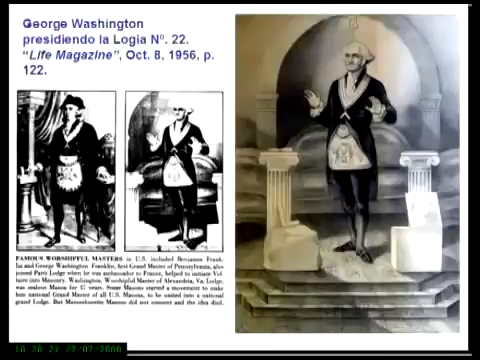 George Washington
presidiendo la Logia Nº. 22.
“Life Magazine”, Oct. 8, 1956, p.
122.
FAMOUS WORSHIPFUL MASTERS in U.S. included Benjamin Frank-
lin and George Washington. Franklin, first Grand Master of Pennsylvania, also
joined Paris Lodge when he was ambassador to France, helped to initiate Vol
taire into Masonry. Washington, Worshipful Master of Alexandria, Va. Lodge,
was zealous Mason for 47 years. Some Masons started a movement to make
him national Grand Master of all U.S. Masons, to be united into a national
grand Lodge. But Massachusetts Masons did not consent and the idea died.